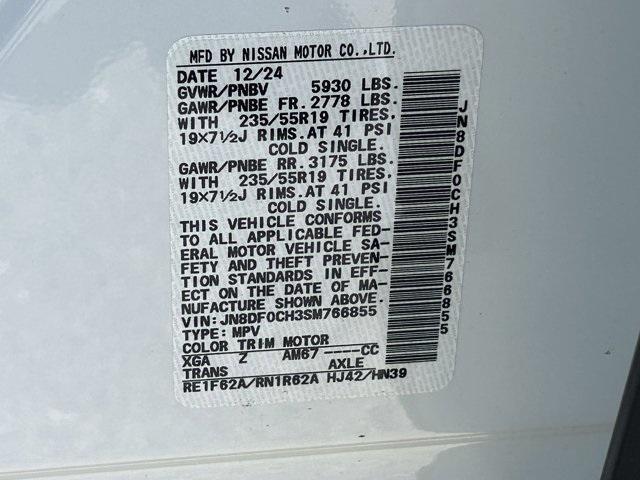 MFD BY NISSAN MOTOR CO.,LTD.
DATE 12/24
GVWR/PNBV 5930 LBS.
GAWR/PNBE FR. 2778 LBS.
WITH 235/55R19 TIRES,
19X7½J RIMS.AT 41 PSI
COLD SINGLE.
GAWR/PNBE RR. 3175 LBS.
WITH 235/55R19 TIRES.
19X7½J RIMS.AT 41 PSI
COLD SINGLE.
THIS VEHICLE CONFORMS
TO ALL APPLICABLE FED-
ERAL MOTOR VEHICLE SA-
FETY AND THEFT PREVEN-
TION STANDARDS IN EFF-
ECT ON THE DATE OF MA-
NUFACTURE SHOWN ABOVE.
VIN:JN8DF0CH3SM766855
TYPE:MPV
COLOR TRIM MOTOR
XGA Z AM67 ----CC
TRANS AXLE
RE1F62A/RN1R62A HJ42/HN39
JN8DF0CH3SM766855